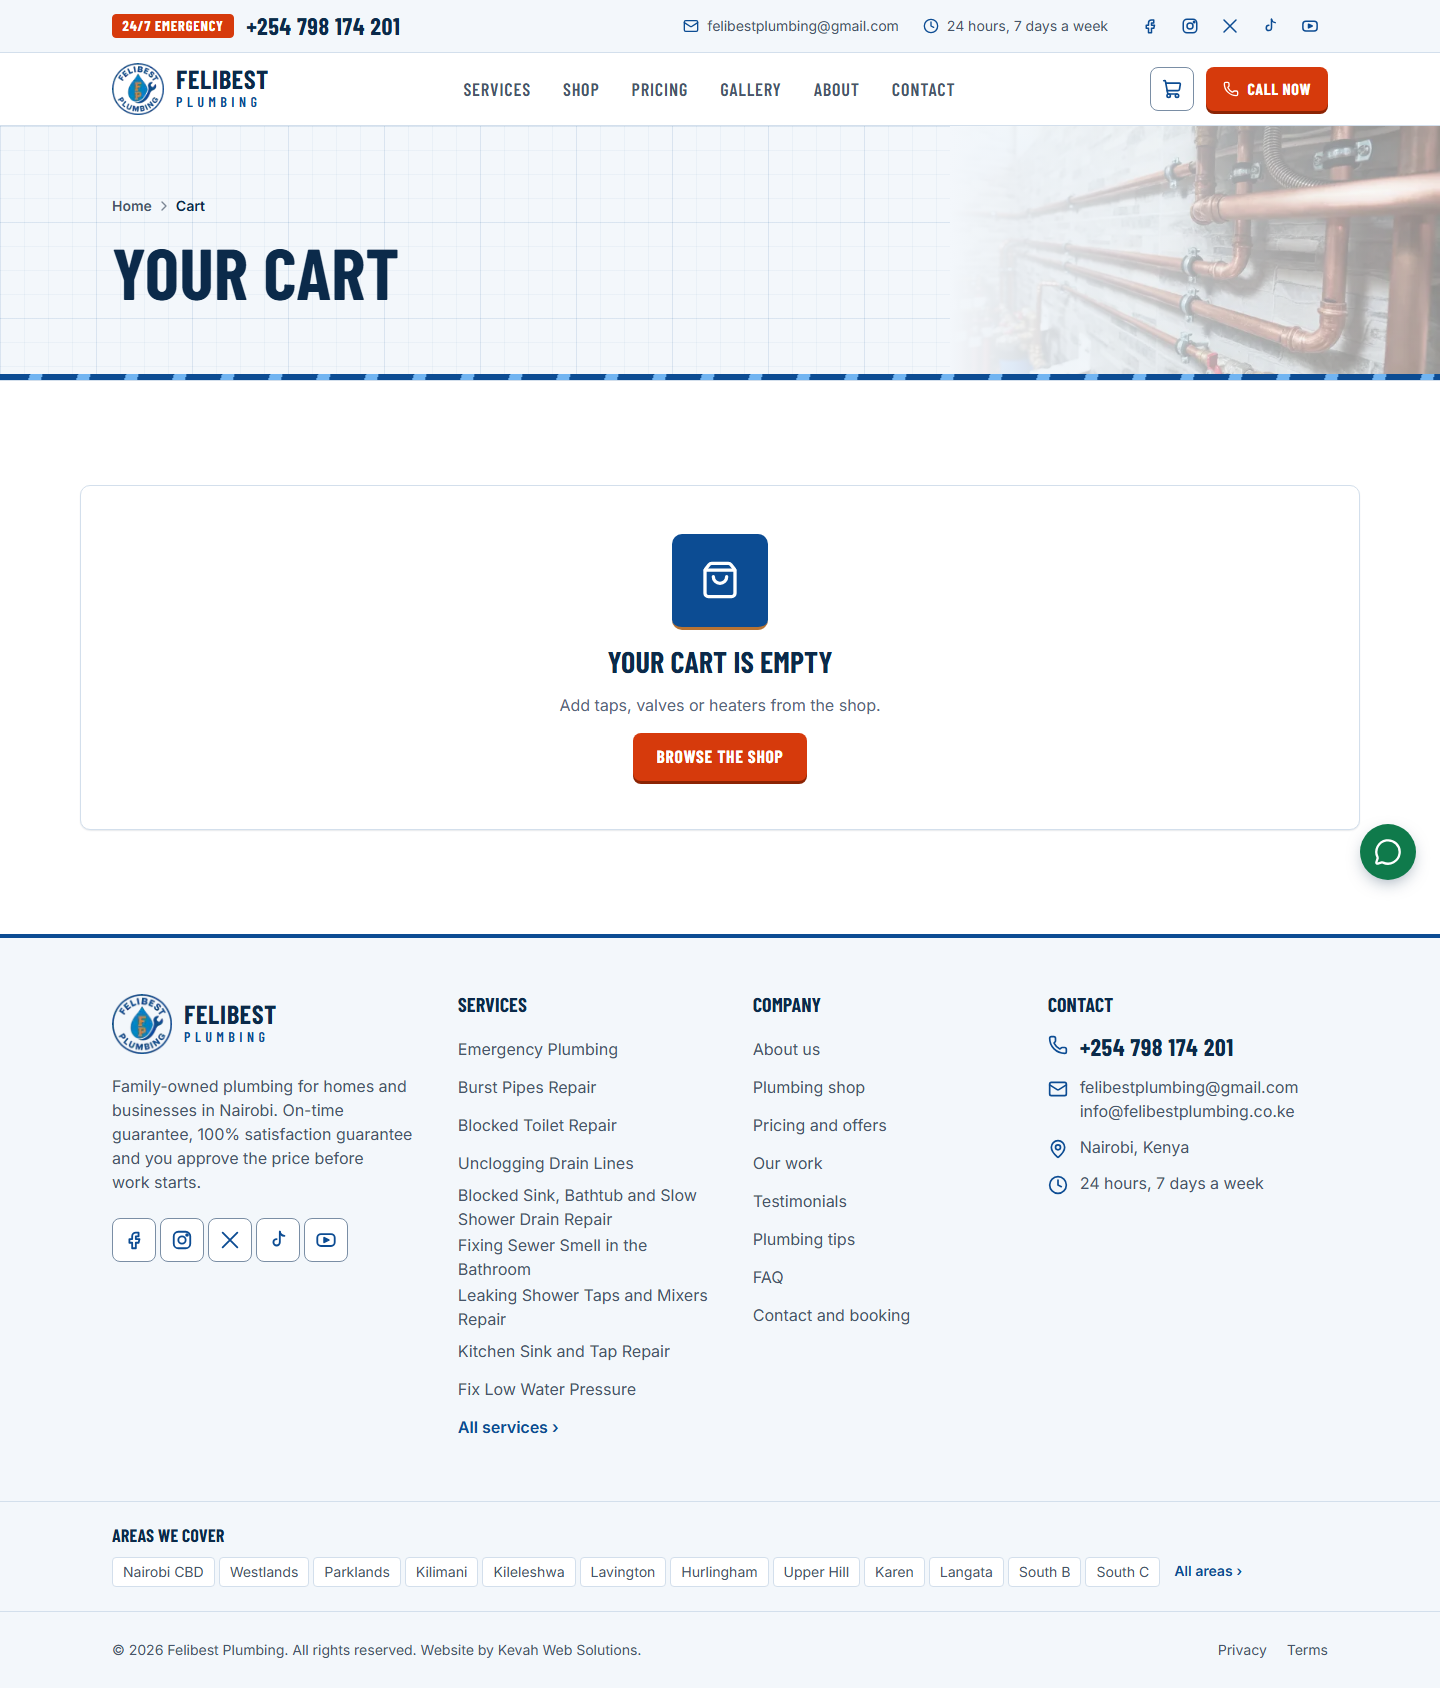 24/7 EMERGENCY +254 798 174 201
felibestplumbing@gmail.com
24 hours, 7 days a week
FELIBEST PLUMBING
FELIBEST
PLUMBING
SERVICES
SHOP
PRICING
GALLERY
ABOUT
CONTACT
CALL NOW
Home > Cart
YOUR CART
YOUR CART IS EMPTY
Add taps, valves or heaters from the shop.
BROWSE THE SHOP
FELIBEST PLUMBING
FELIBEST
PLUMBING
Family-owned plumbing for homes and
businesses in Nairobi. On-time
guarantee, 100% satisfaction guarantee
and you approve the price before
work starts.
SERVICES
Emergency Plumbing
Burst Pipes Repair
Blocked Toilet Repair
Unclogging Drain Lines
Blocked Sink, Bathtub and Slow
Shower Drain Repair
Fixing Sewer Smell in the
Bathroom
Leaking Shower Taps and Mixers
Repair
Kitchen Sink and Tap Repair
Fix Low Water Pressure
All services ›
COMPANY
About us
Plumbing shop
Pricing and offers
Our work
Testimonials
Plumbing tips
FAQ
Contact and booking
CONTACT
+254 798 174 201
felibestplumbing@gmail.com
info@felibestplumbing.co.ke
Nairobi, Kenya
24 hours, 7 days a week
AREAS WE COVER
Nairobi CBD
Westlands
Parklands
Kilimani
Kileleshwa
Lavington
Hurlingham
Upper Hill
Karen
Langata
South B
South C
All areas ›
© 2026 Felibest Plumbing. All rights reserved. Website by Kevah Web Solutions.
Privacy
Terms